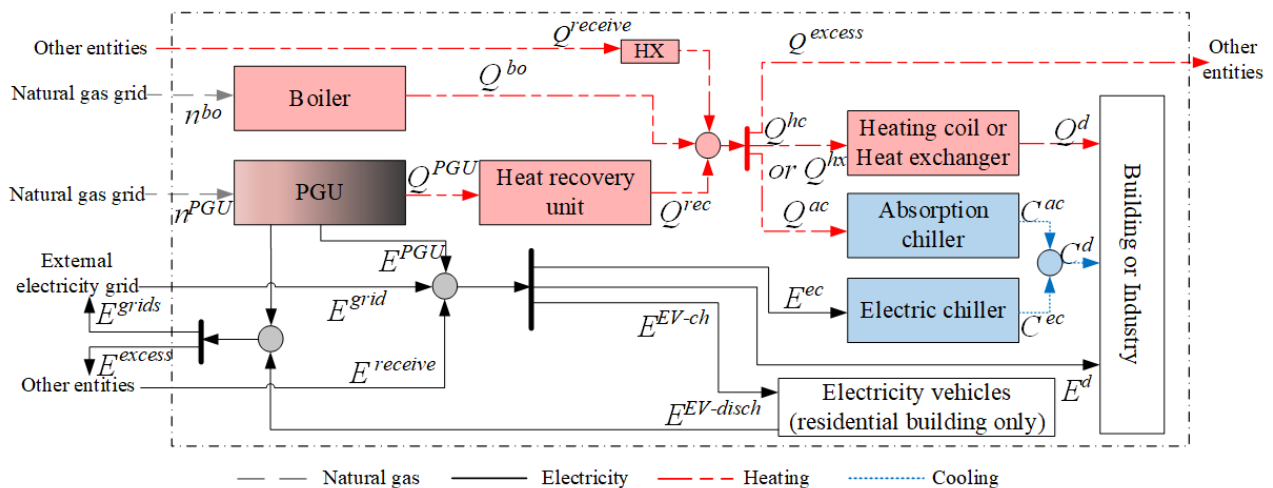 Other entities
Q^receive
HX
Q^excess
Other
entities
Natural gas grid
n^bo
Boiler
Q^bo
Q^hc
or Q^hx
Heating coil or
Heat exchanger
Q^d
Natural gas grid
n^PGU
PGU
Q^PGU
Heat recovery
unit
Q^rec
Q^ac
Absorption
chiller
C^ac
C^d
Building or Industry
External
electricity grid
E^grids
E^PGU
E^grid
E^ec
Electric chiller
C^ec
E^EV-ch
E^excess
Other entities
E^receive
E^EV-disch
Electricity vehicles
(residential building only)
E^d
Natural gas
Electricity
Heating
Cooling